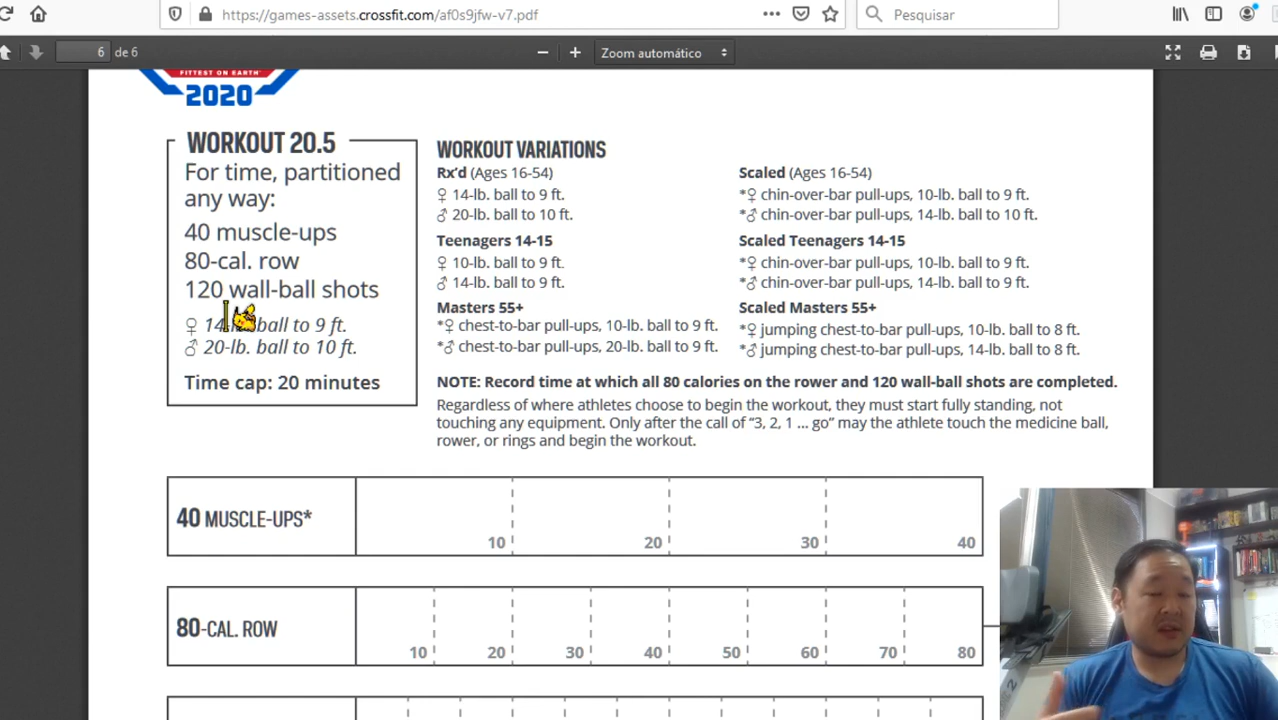 https://games-assets.crossfit.com/af0s9jfw-v7.pdf
Pesquisar
6 de 6
Zoom automático
FITTEST ON EARTH
2020
WORKOUT 20.5
For time, partitioned
any way:
40 muscle-ups
80-cal. row
120 wall-ball shots
♀ 14-lb. ball to 9 ft.
♂ 20-lb. ball to 10 ft.
Time cap: 20 minutes
WORKOUT VARIATIONS
Rx'd (Ages 16-54)
♀ 14-lb. ball to 9 ft.
♂ 20-lb. ball to 10 ft.
Teenagers 14-15
♀ 10-lb. ball to 9 ft.
♂ 14-lb. ball to 9 ft.
Masters 55+
*♀ chest-to-bar pull-ups, 10-lb. ball to 9 ft.
*♂ chest-to-bar pull-ups, 20-lb. ball to 9 ft.
Scaled (Ages 16-54)
*♀ chin-over-bar pull-ups, 10-lb. ball to 9 ft.
*♂ chin-over-bar pull-ups, 14-lb. ball to 10 ft.
Scaled Teenagers 14-15
*♀ chin-over-bar pull-ups, 10-lb. ball to 9 ft.
*♂ chin-over-bar pull-ups, 14-lb. ball to 9 ft.
Scaled Masters 55+
*♀ jumping chest-to-bar pull-ups, 10-lb. ball to 8 ft.
*♂ jumping chest-to-bar pull-ups, 14-lb. ball to 8 ft.
NOTE: Record time at which all 80 calories on the rower and 120 wall-ball shots are completed.
Regardless of where athletes choose to begin the workout, they must start fully standing, not
touching any equipment. Only after the call of “3, 2, 1 ... go” may the athlete touch the medicine ball,
rower, or rings and begin the workout.
40 MUSCLE-UPS*
10 20 30 40
80-CAL. ROW
10 20 30 40 50 60 70 80